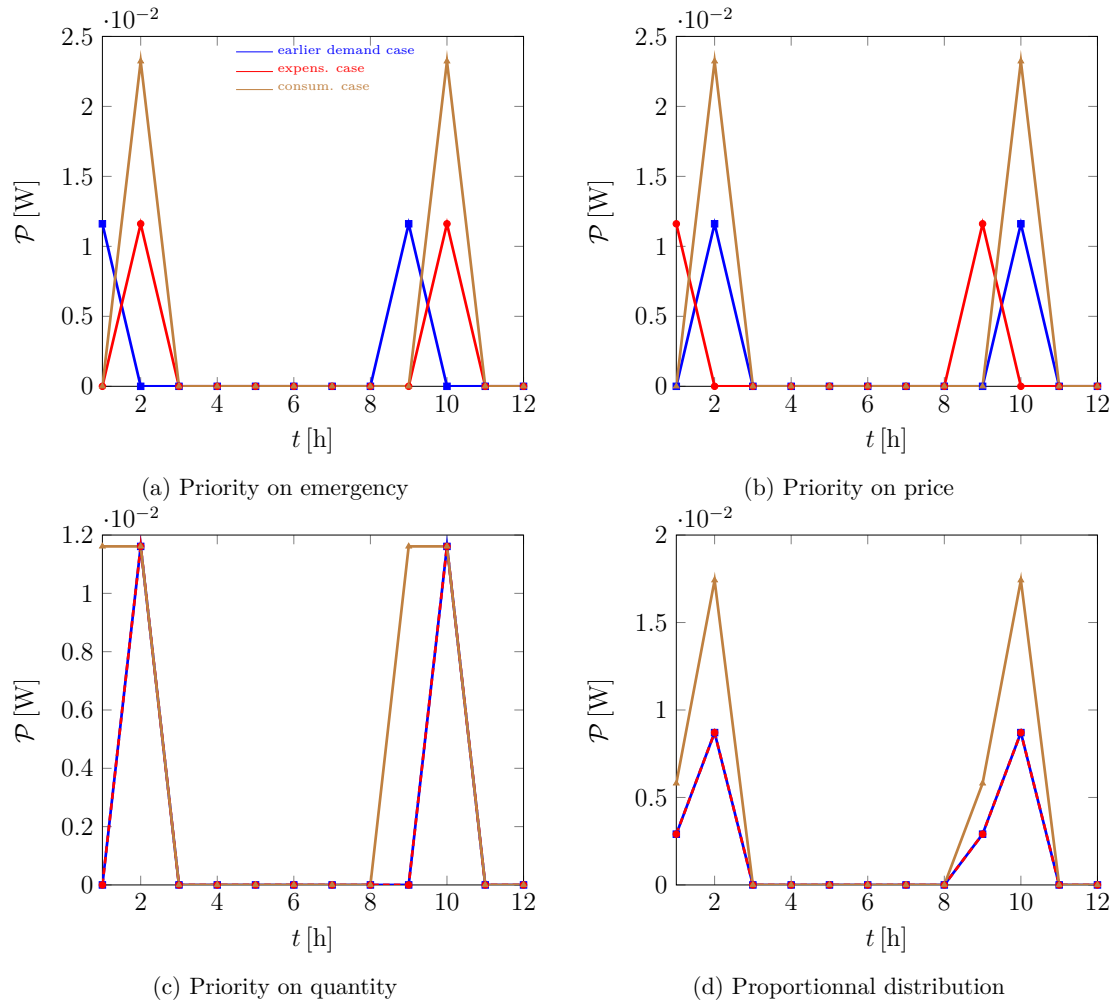 ·10⁻²
2.5
2
1.5
1
0.5
0
2 4 6 8 10 12
𝒫 [W]
t [h]
earlier demand case
expens. case
consum. case
(a) Priority on emergency
·10⁻²
2.5
2
1.5
1
0.5
0
2 4 6 8 10 12
𝒫 [W]
t [h]
(b) Priority on price
·10⁻²
1.2
1
0.8
0.6
0.4
0.2
0
2 4 6 8 10 12
𝒫 [W]
t [h]
(c) Priority on quantity
·10⁻²
2
1.5
1
0.5
0
2 4 6 8 10 12
𝒫 [W]
t [h]
(d) Proportionnal distribution